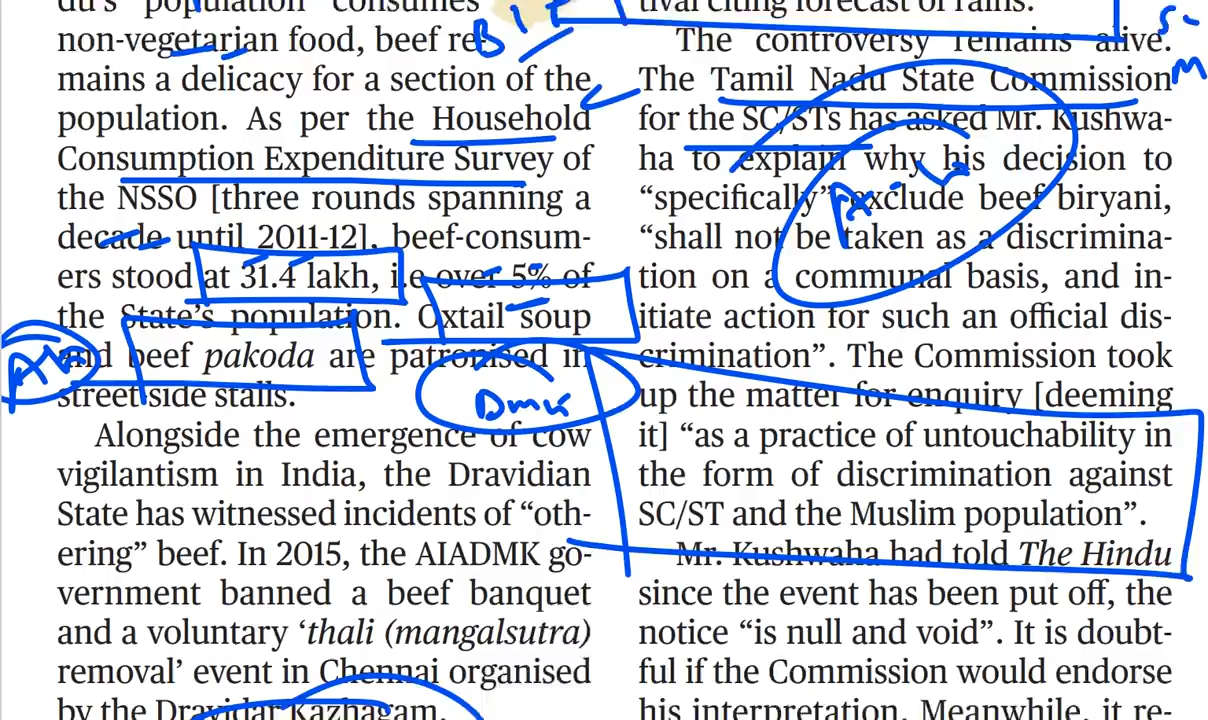 du's population consumes
non-vegetarian food, beef re-
mains a delicacy for a section of the
population. As per the Household
Consumption Expenditure Survey of
the NSSO [three rounds spanning a
decade until 2011-12], beef-consum-
ers stood at 31.4 lakh, i.e over 5% of
the State's population. Oxtail soup
and beef pakoda are patronised in
street side stalls.
Alongside the emergence of cow
vigilantism in India, the Dravidian
State has witnessed incidents of “oth-
ering” beef. In 2015, the AIADMK go-
vernment banned a beef banquet
and a voluntary ‘thali (mangalsutra)
removal’ event in Chennai organised
by the Dravidar Kazhagam.
tival citing forecast of rains.
The controversy remains alive.
The Tamil Nadu State Commission
for the SC/STs has asked Mr. Kushwa-
ha to explain why his decision to
“specifically” exclude beef biryani,
“shall not be taken as a discrimina-
tion on a communal basis, and in-
itiate action for such an official dis-
crimination”. The Commission took
up the matter for enquiry [deeming
it] “as a practice of untouchability in
the form of discrimination against
SC/ST and the Muslim population”.
Mr. Kushwaha had told The Hindu
since the event has been put off, the
notice “is null and void”. It is doubt-
ful if the Commission would endorse
his interpretation. Meanwhile, it re-
DMK